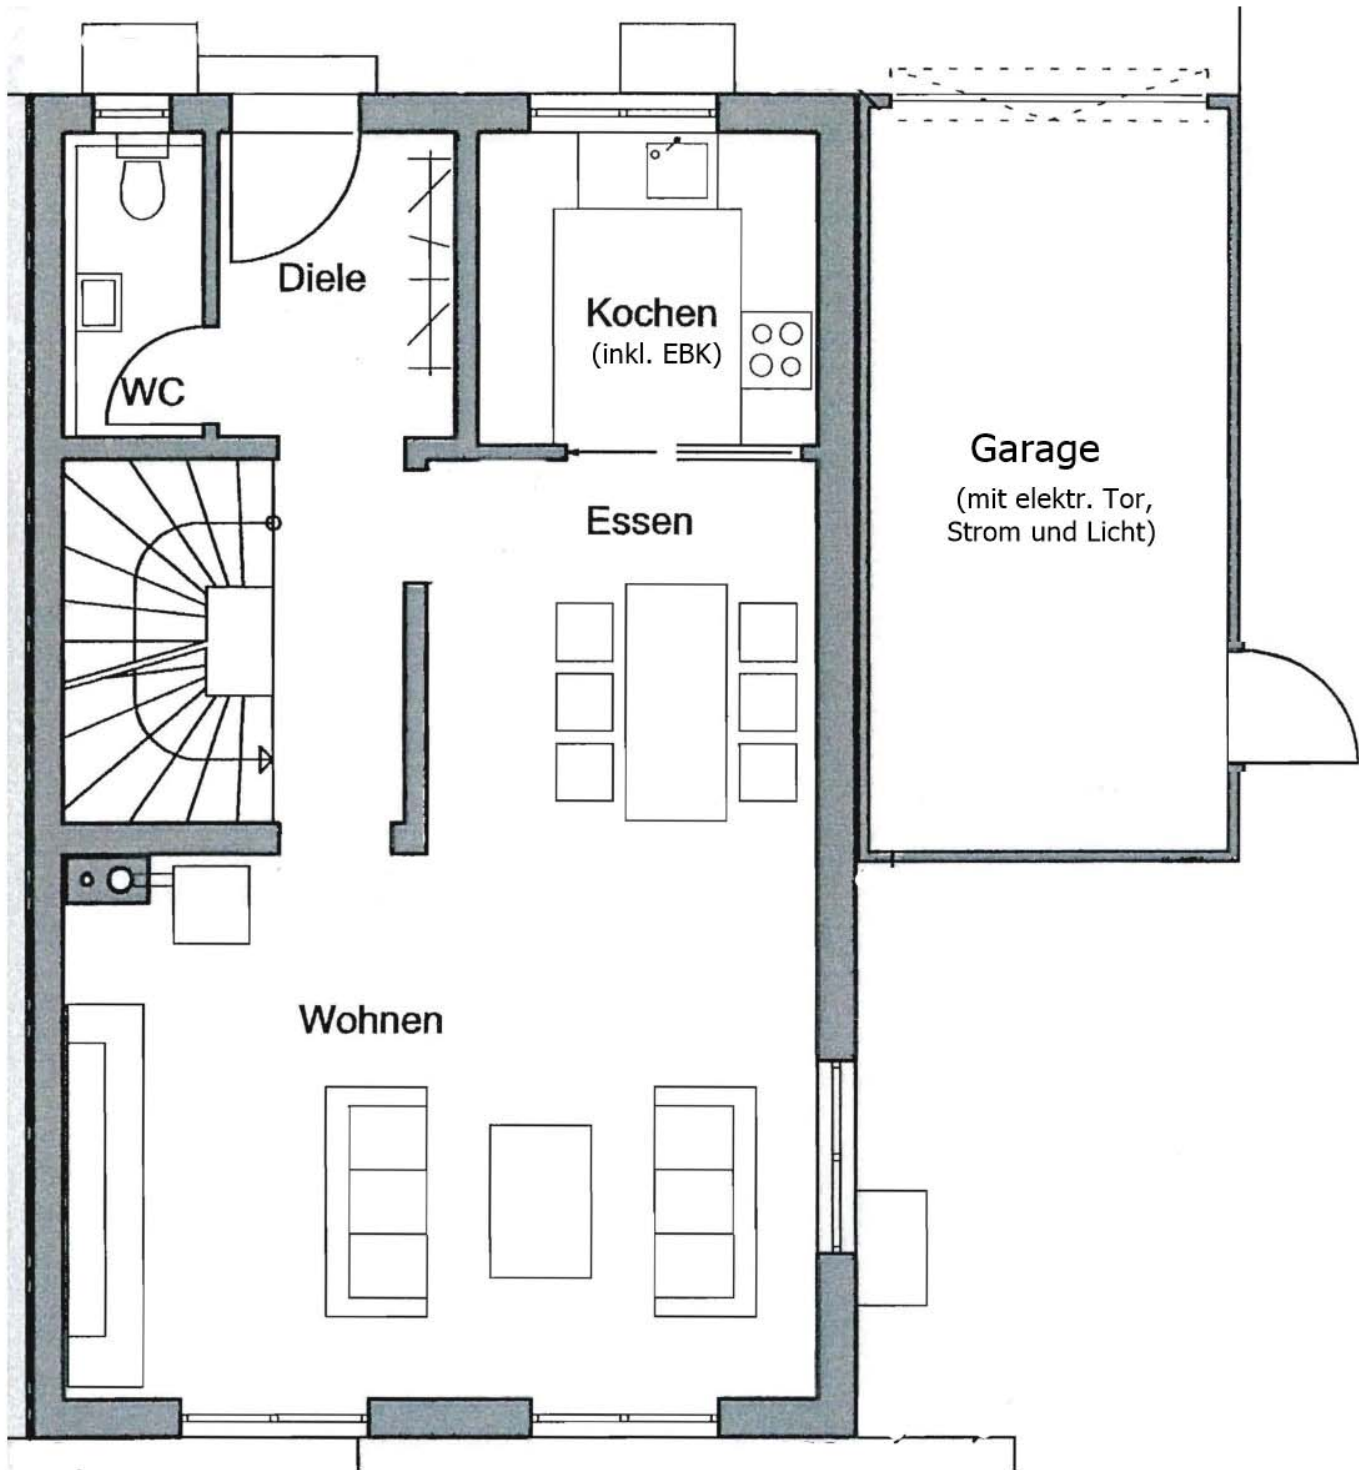 Diele
Kochen
(inkl. EBK)
WC
Garage
(mit elektr. Tor,
Strom und Licht)
Essen
Wohnen